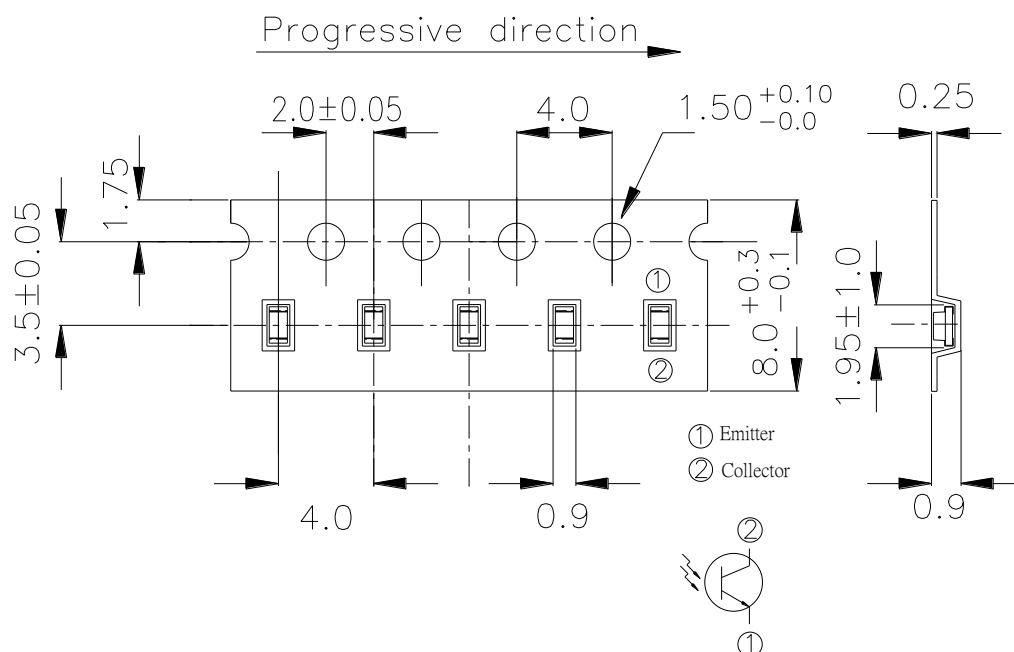 Progressive direction
2.0±0.05
4.0
1.50 +0.10 -0.0
0.25
1.75
3.5±0.05
①
8.0 +0.3 -0.1
1.95±1.0
②
① Emitter
② Collector
4.0
0.9
0.9
②
①